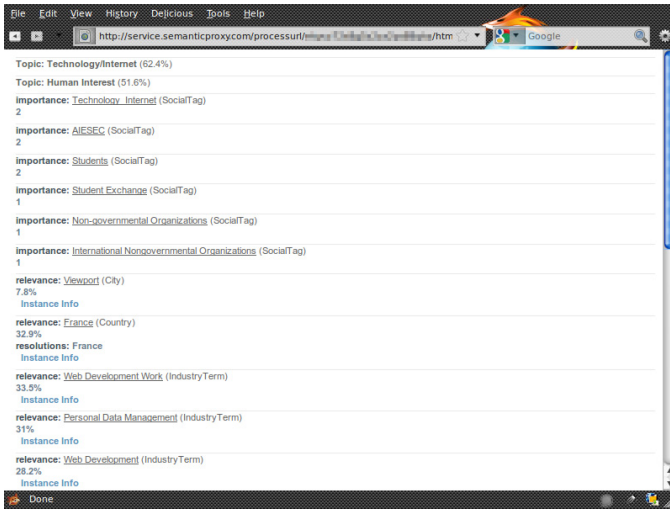 File Edit View History Delicious Tools Help
http://service.semanticproxy.com/processurl/ /htm Google
Topic: Technology/Internet (62.4%)
Topic: Human Interest (51.6%)
importance: Technology_Internet (SocialTag)
2
importance: AIESEC (SocialTag)
2
importance: Students (SocialTag)
2
importance: Student Exchange (SocialTag)
1
importance: Non-governmental Organizations (SocialTag)
1
importance: International Nongovernmental Organizations (SocialTag)
1
relevance: Viewport (City)
7.8%
Instance Info
relevance: France (Country)
32.9%
resolutions: France
Instance Info
relevance: Web Development Work (IndustryTerm)
33.5%
Instance Info
relevance: Personal Data Management (IndustryTerm)
31%
Instance Info
relevance: Web Development (IndustryTerm)
28.2%
Instance Info
Done